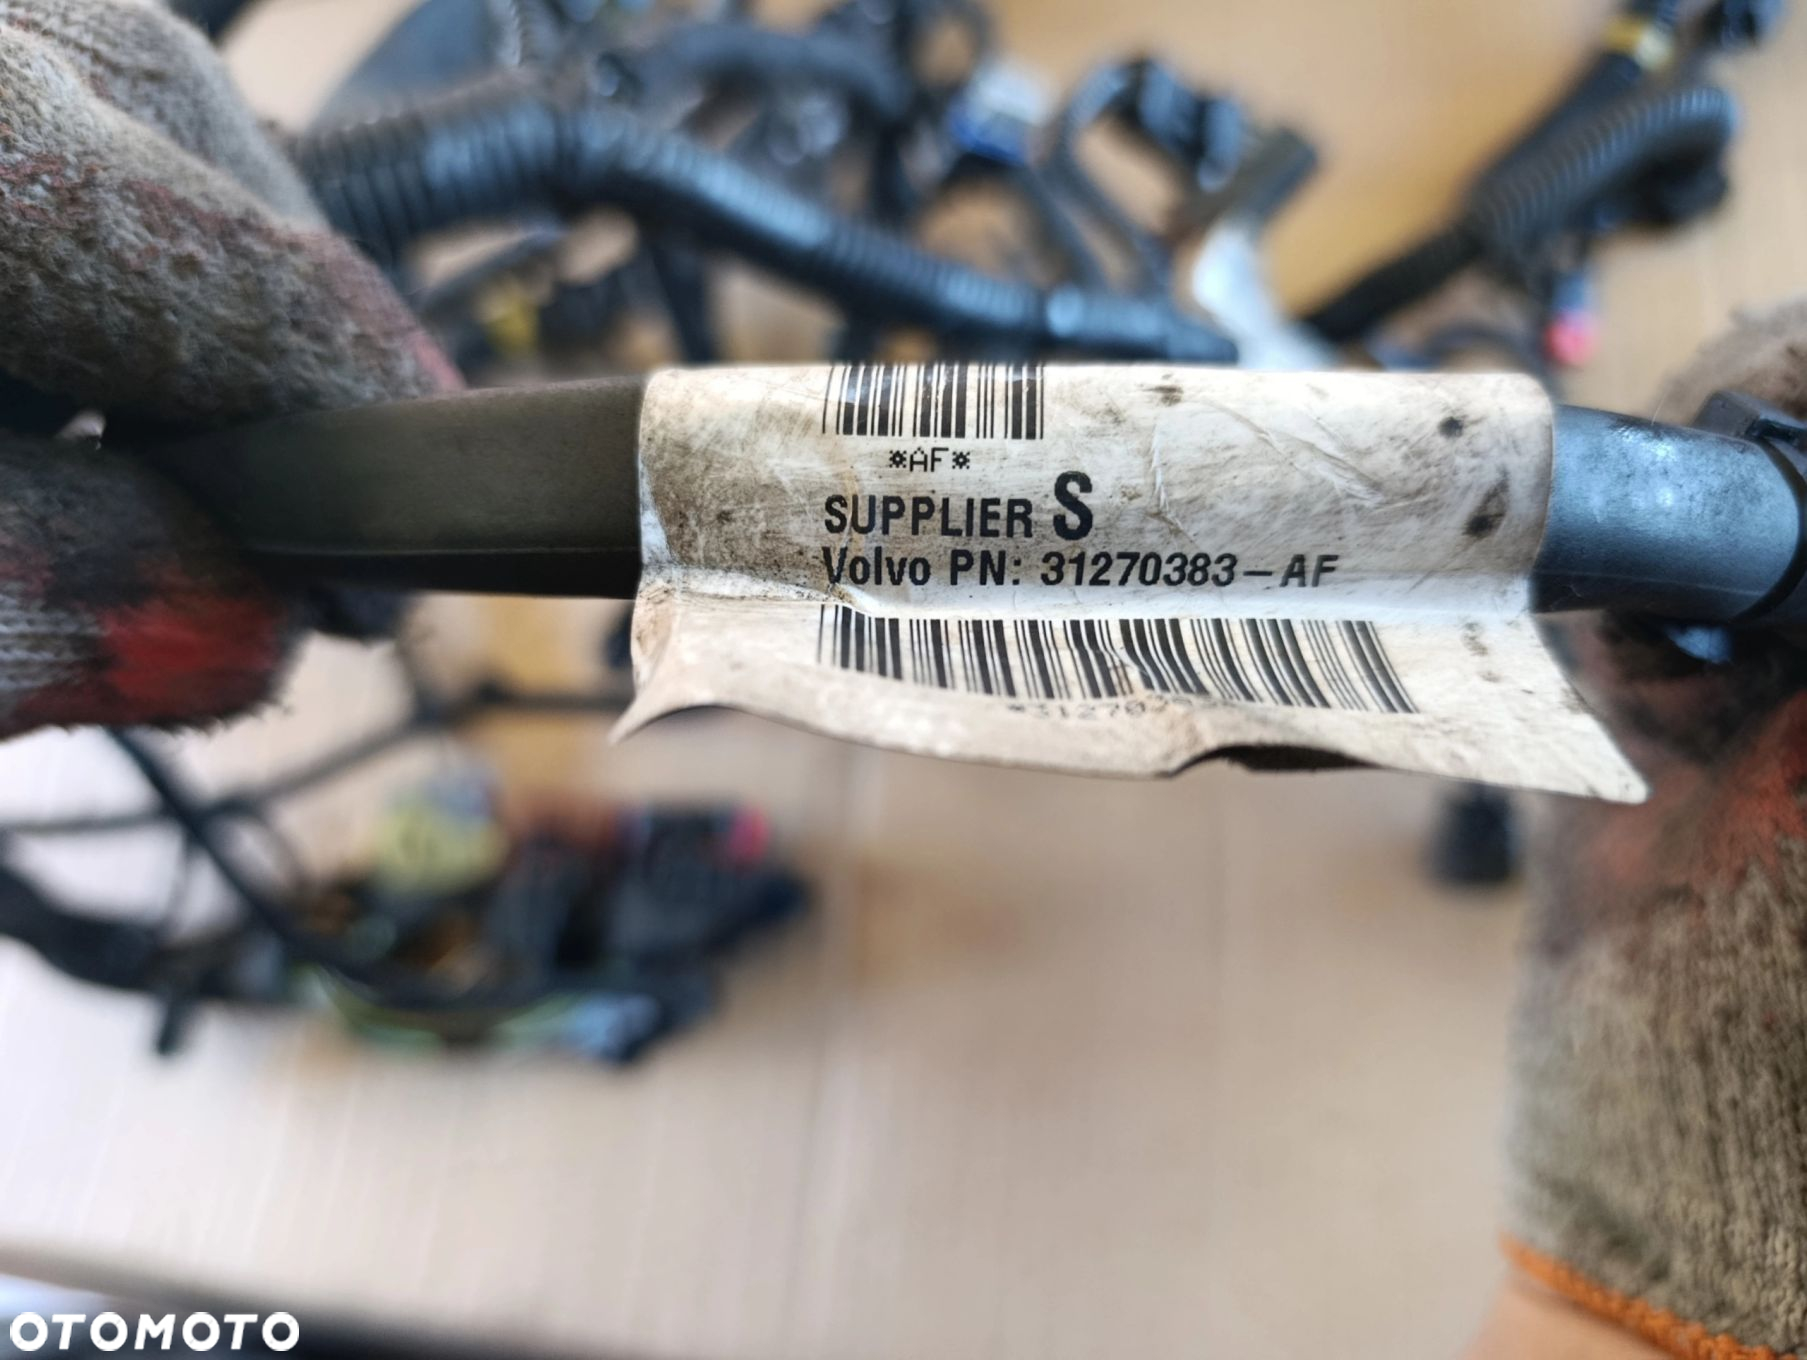 *AF*
SUPPLIER S
Volvo PN: 31270383-AF
OTOMOTO